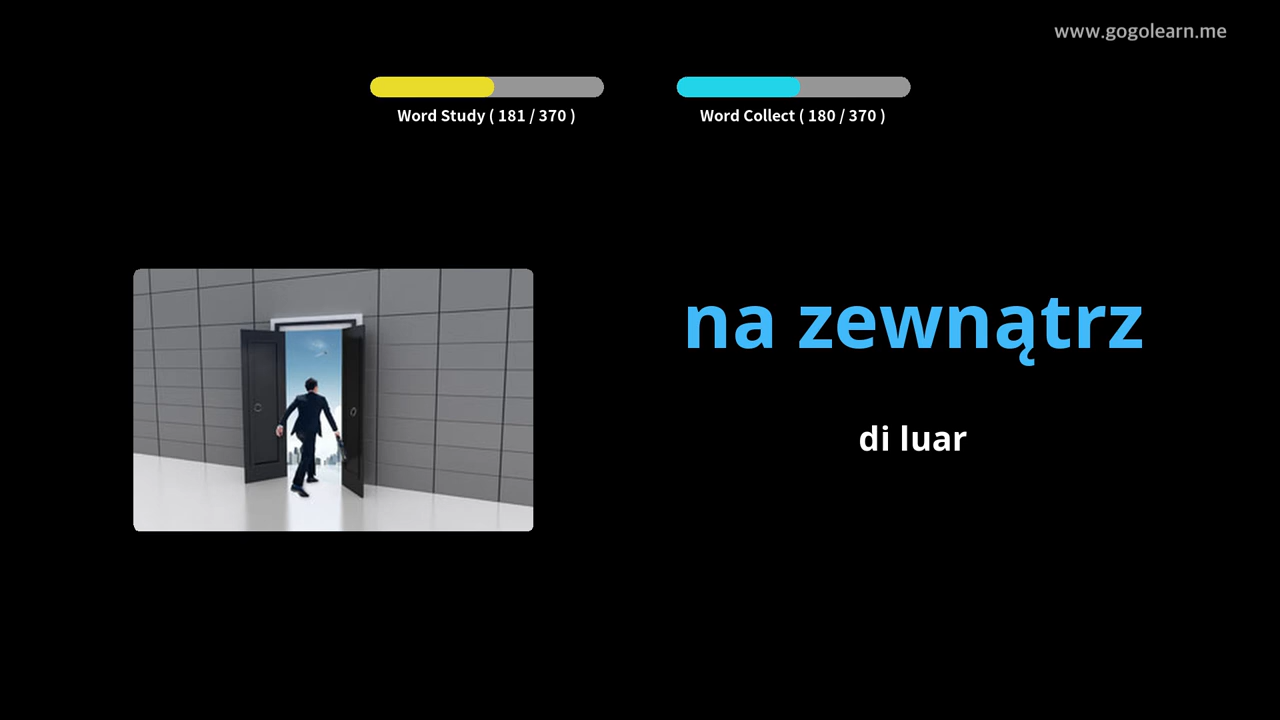 www.gogolearn.me
Word Study ( 181 / 370 )
Word Collect ( 180 / 370 )
na zewnątrz
di luar